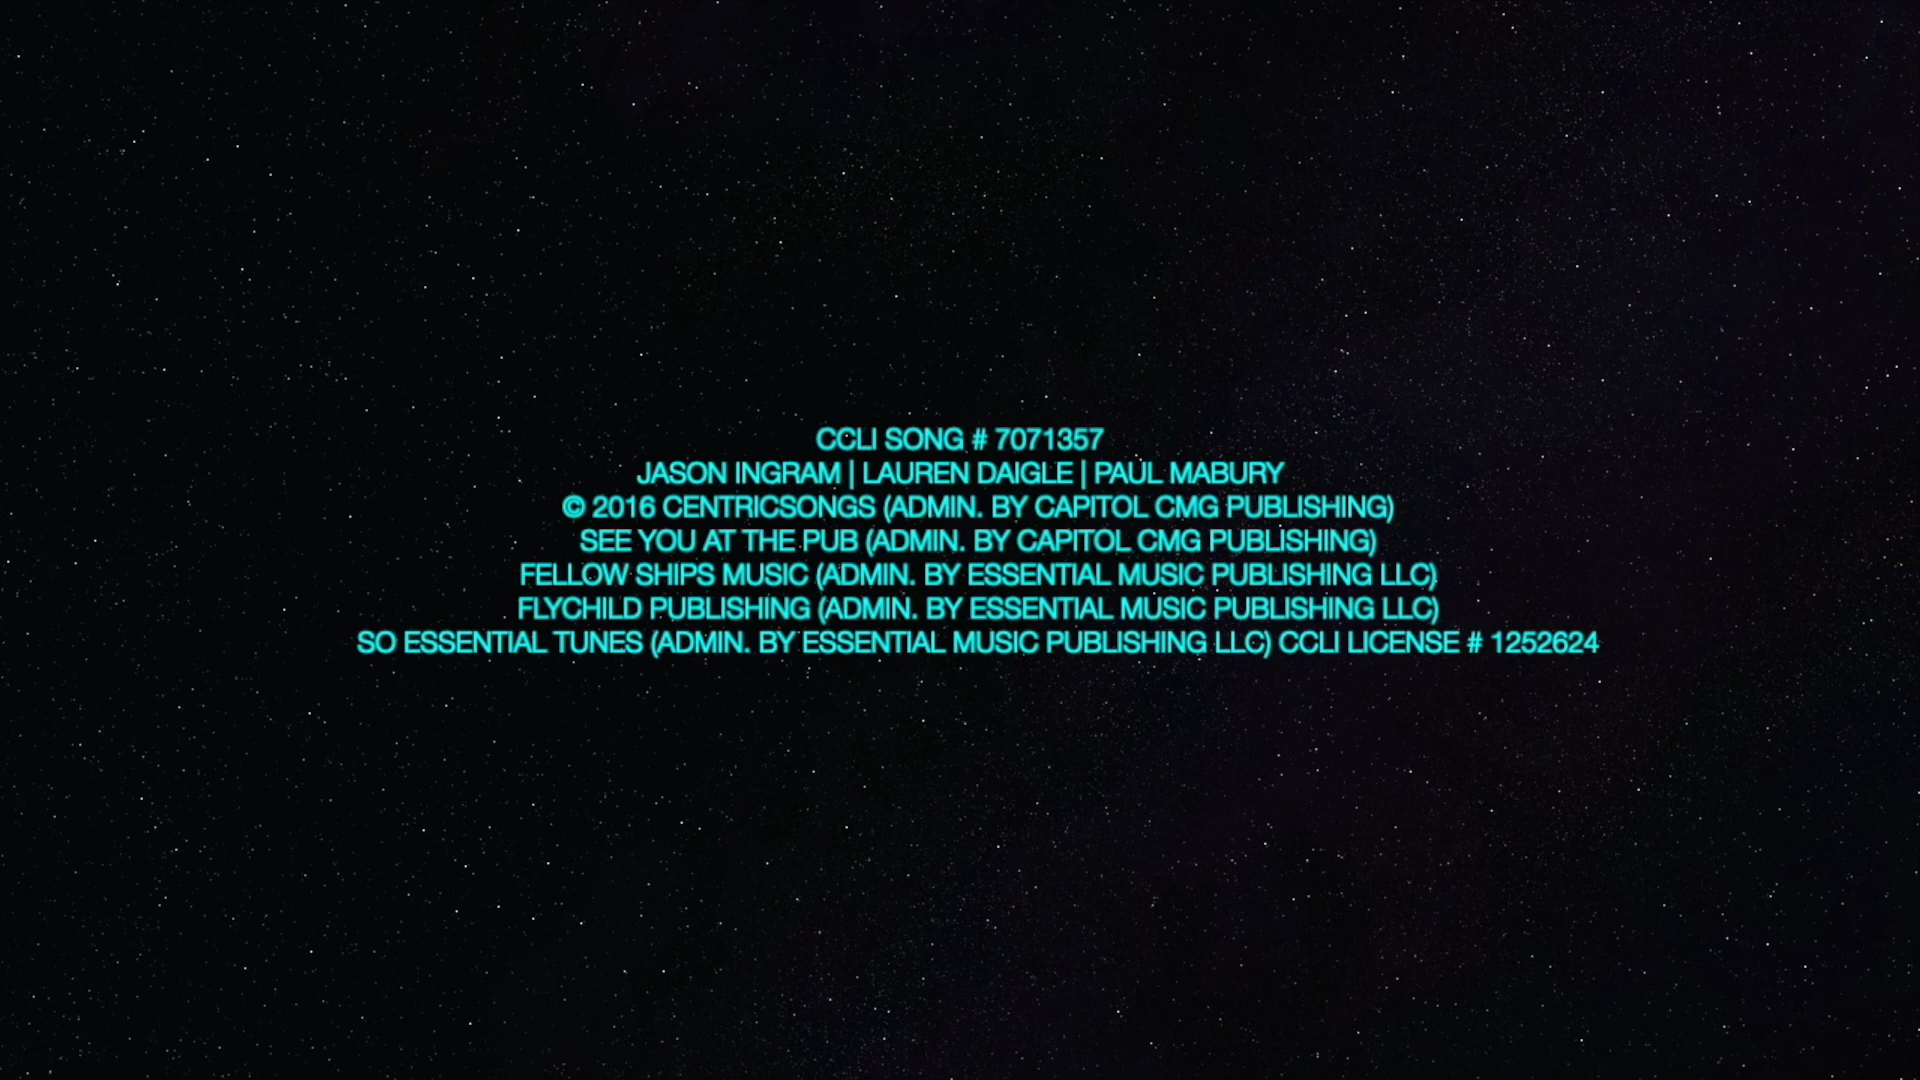 CCLI SONG # 7071357
JASON INGRAM | LAUREN DAIGLE | PAUL MABURY
© 2016 CENTRICSONGS (ADMIN. BY CAPITOL CMG PUBLISHING)
SEE YOU AT THE PUB (ADMIN. BY CAPITOL CMG PUBLISHING)
FELLOW SHIPS MUSIC (ADMIN. BY ESSENTIAL MUSIC PUBLISHING LLC)
FLYCHILD PUBLISHING (ADMIN. BY ESSENTIAL MUSIC PUBLISHING LLC)
SO ESSENTIAL TUNES (ADMIN. BY ESSENTIAL MUSIC PUBLISHING LLC) CCLI LICENSE # 1252624